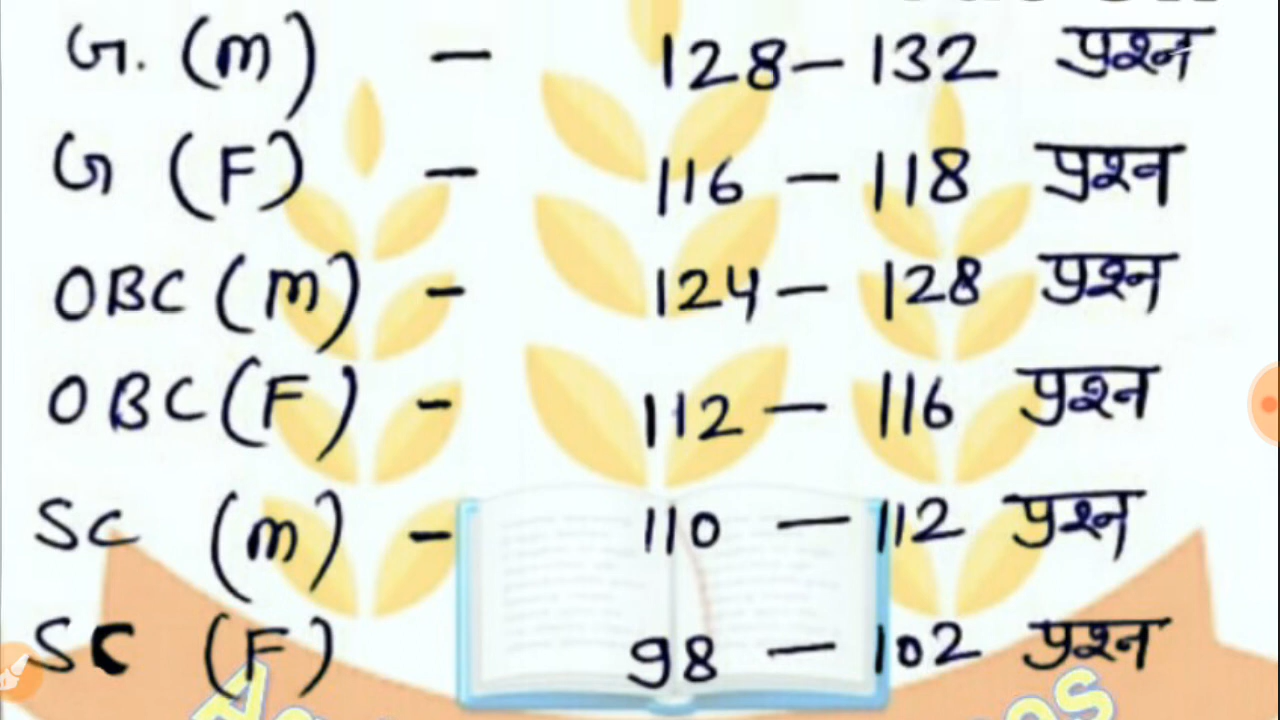 G. (M) - 128 - 132 प्रश्न
G (F) - 116 - 118 प्रश्न
OBC (M) - 124 - 128 प्रश्न
OBC (F) - 112 - 116 प्रश्न
SC (M) - 110 - 112 प्रश्न
SC (F) 98 - 102 प्रश्न